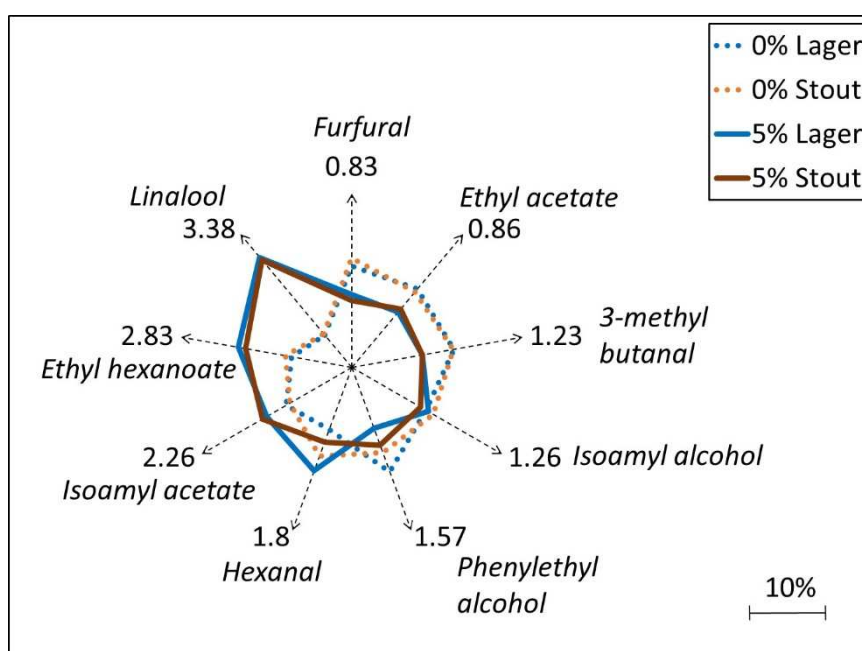 0% Lager
0% Stout
5% Lager
5% Stout
Furfural
0.83
Ethyl acetate
0.86
3-methyl
butanal
1.23
1.26 Isoamyl alcohol
1.57
Phenylethyl
alcohol
1.8
Hexanal
2.26
Isoamyl acetate
2.83
Ethyl hexanoate
Linalool
3.38
10%